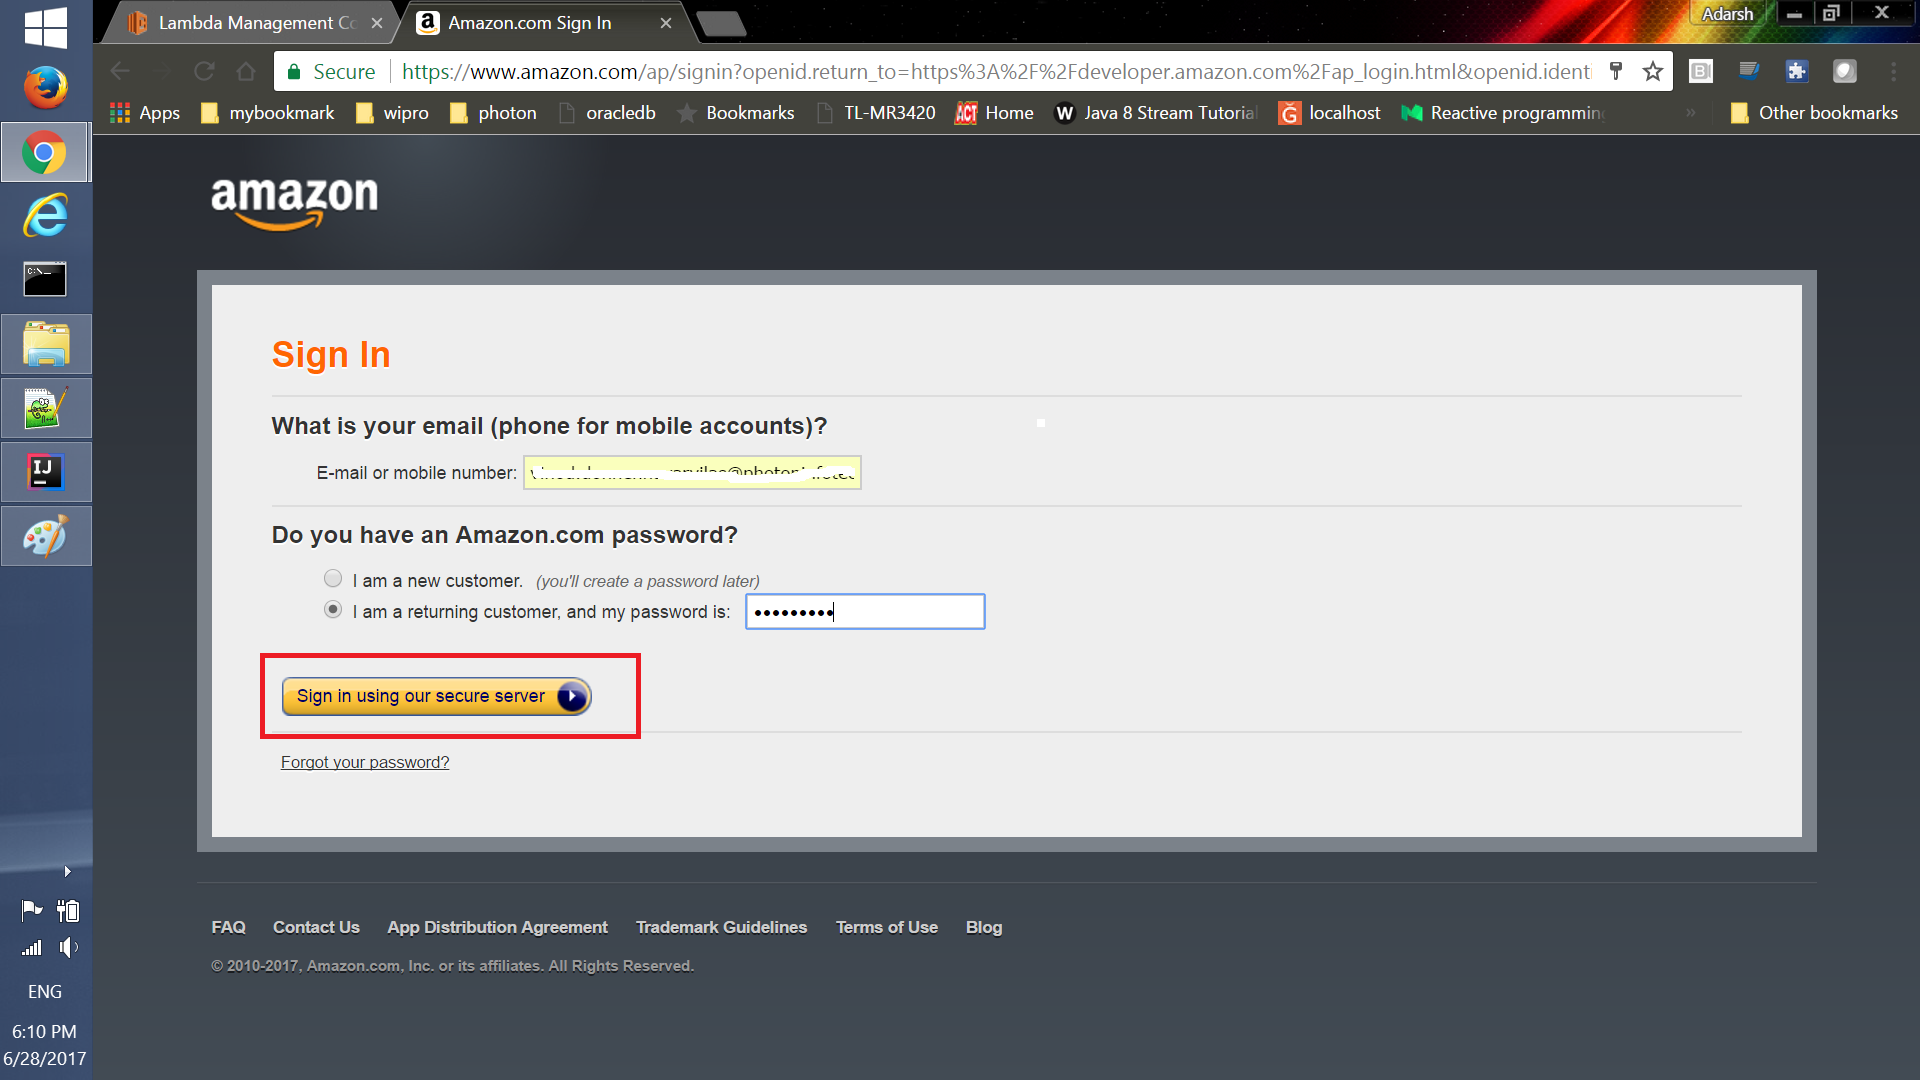 Lambda Management Co
Amazon.com Sign In
Adarsh
Secure
https://www.amazon.com/ap/signin?openid.return_to=https%3A%2F%2Fdeveloper.amazon.com%2Fap_login.html&openid.identi
Apps
mybookmark
wipro
photon
oracledb
Bookmarks
TL-MR3420
ACT
Home
W
Java 8 Stream Tutorial
localhost
Reactive programming
»
Other bookmarks
amazon
Sign In
What is your email (phone for mobile accounts)?
E-mail or mobile number:
Do you have an Amazon.com password?
I am a new customer. (you'll create a password later)
I am a returning customer, and my password is: •••••••••
Sign in using our secure server
Forgot your password?
FAQ Contact Us App Distribution Agreement Trademark Guidelines Terms of Use Blog
© 2010-2017, Amazon.com, Inc. or its affiliates. All Rights Reserved.
C:\_
IJ
ENG
6:10 PM
6/28/2017